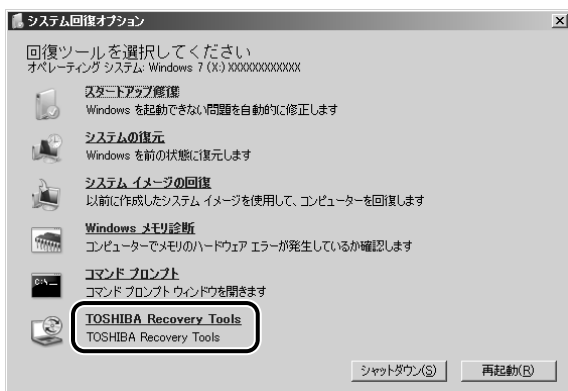 システム回復オプション
回復ツールを選択してください
オペレーティング システム: Windows 7 (X:) XXXXXXXXXXXX
スタートアップ修復
Windows を起動できない問題を自動的に修正します
システムの復元
Windows を前の状態に復元します
システム イメージの回復
以前に作成したシステム イメージを使用して、コンピューターを回復します
Windows メモリ診断
コンピューターでメモリのハードウェア エラーが発生しているか確認します
コマンド プロンプト
コマンド プロンプト ウィンドウを開きます
TOSHIBA Recovery Tools
TOSHIBA Recovery Tools
シャットダウン(S)
再起動(R)